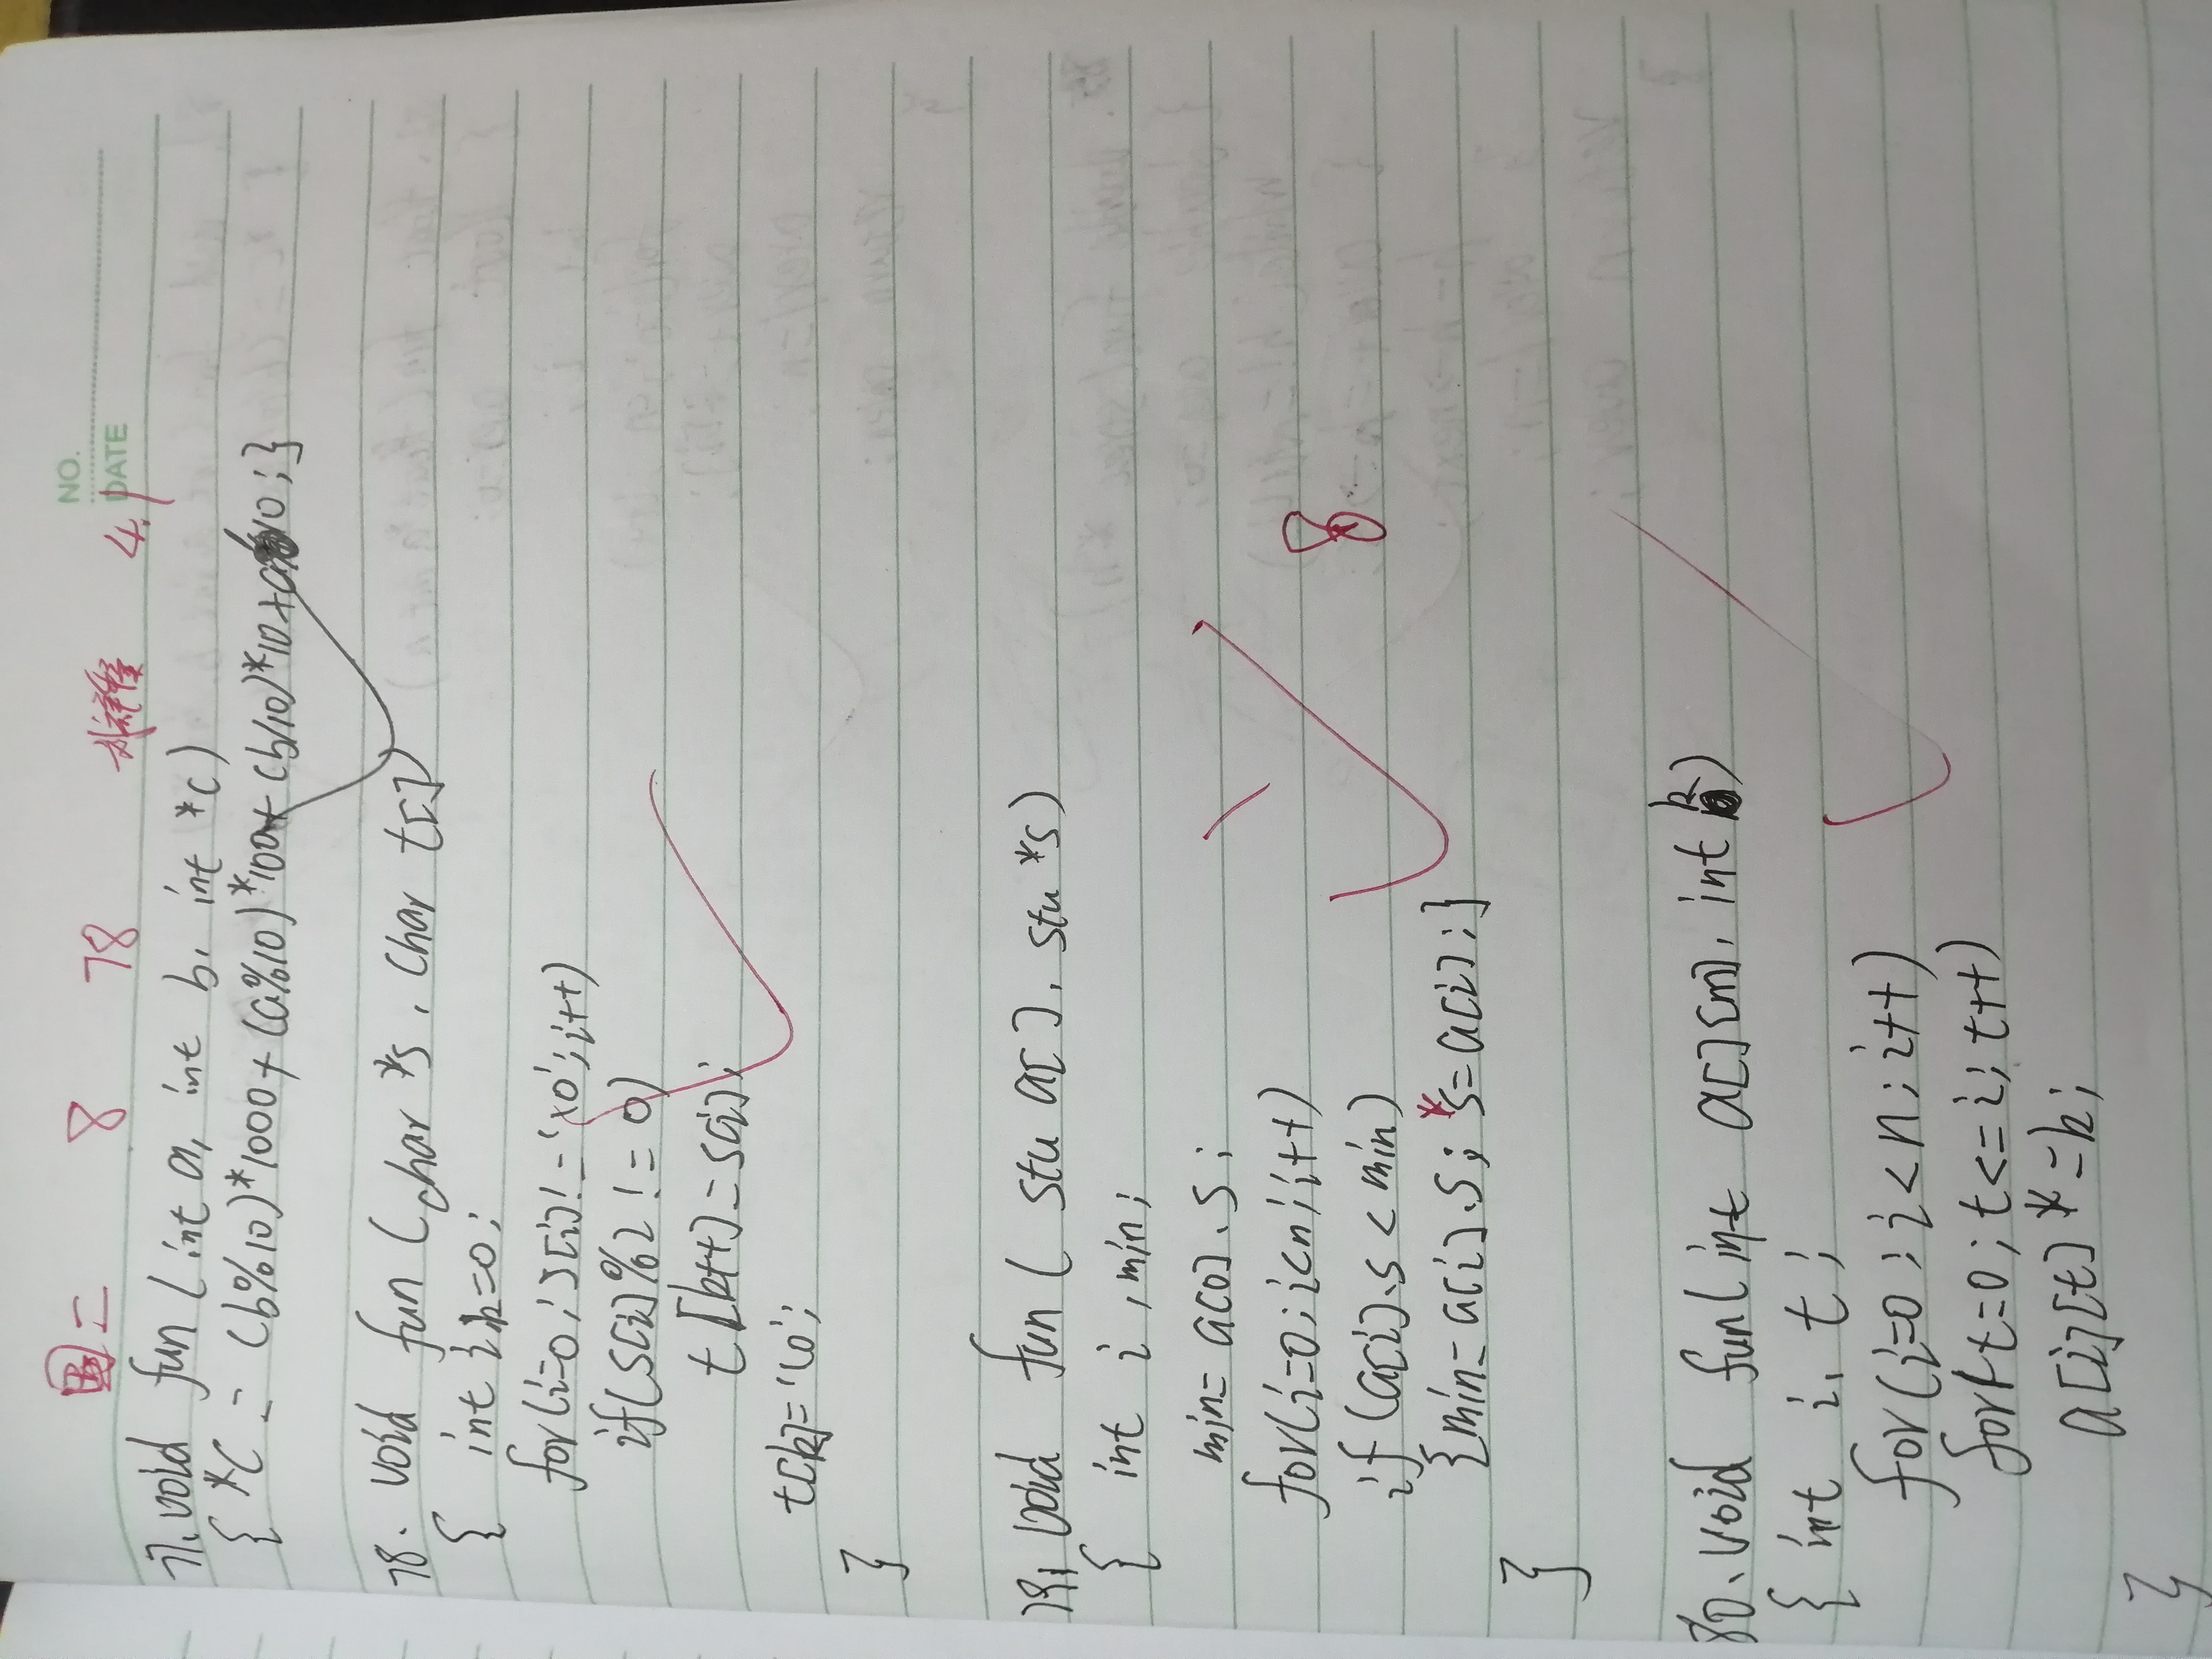 NO.
DATE
周二 8 78 4.1
77. void fun (int a, int b, int *c)
{ *c = (b%10)*1000+(a%10)*100+(b/10)*10+a/10;}
78. void fun (char *s, char t[])
{ int i,k=0;
for(i=0;s[i]!='\0';i++)
if(s[i]%2!=0)
t[k++]=s[i];
t[k]='\0';
}
79. void fun ( stu a[], stu *s)
{ int i, min;
min=a[0].s;
for(i=0;i<n;i++)
if (a[i].s<min)
{min=a[i].s; *s=a[i];}
8
}
80. void fun(int a[][m], int k)
{ int i, t;
for(i=0;i<n;i++)
for(t=0;t<=i;t++)
a[i][t]*=k;
}